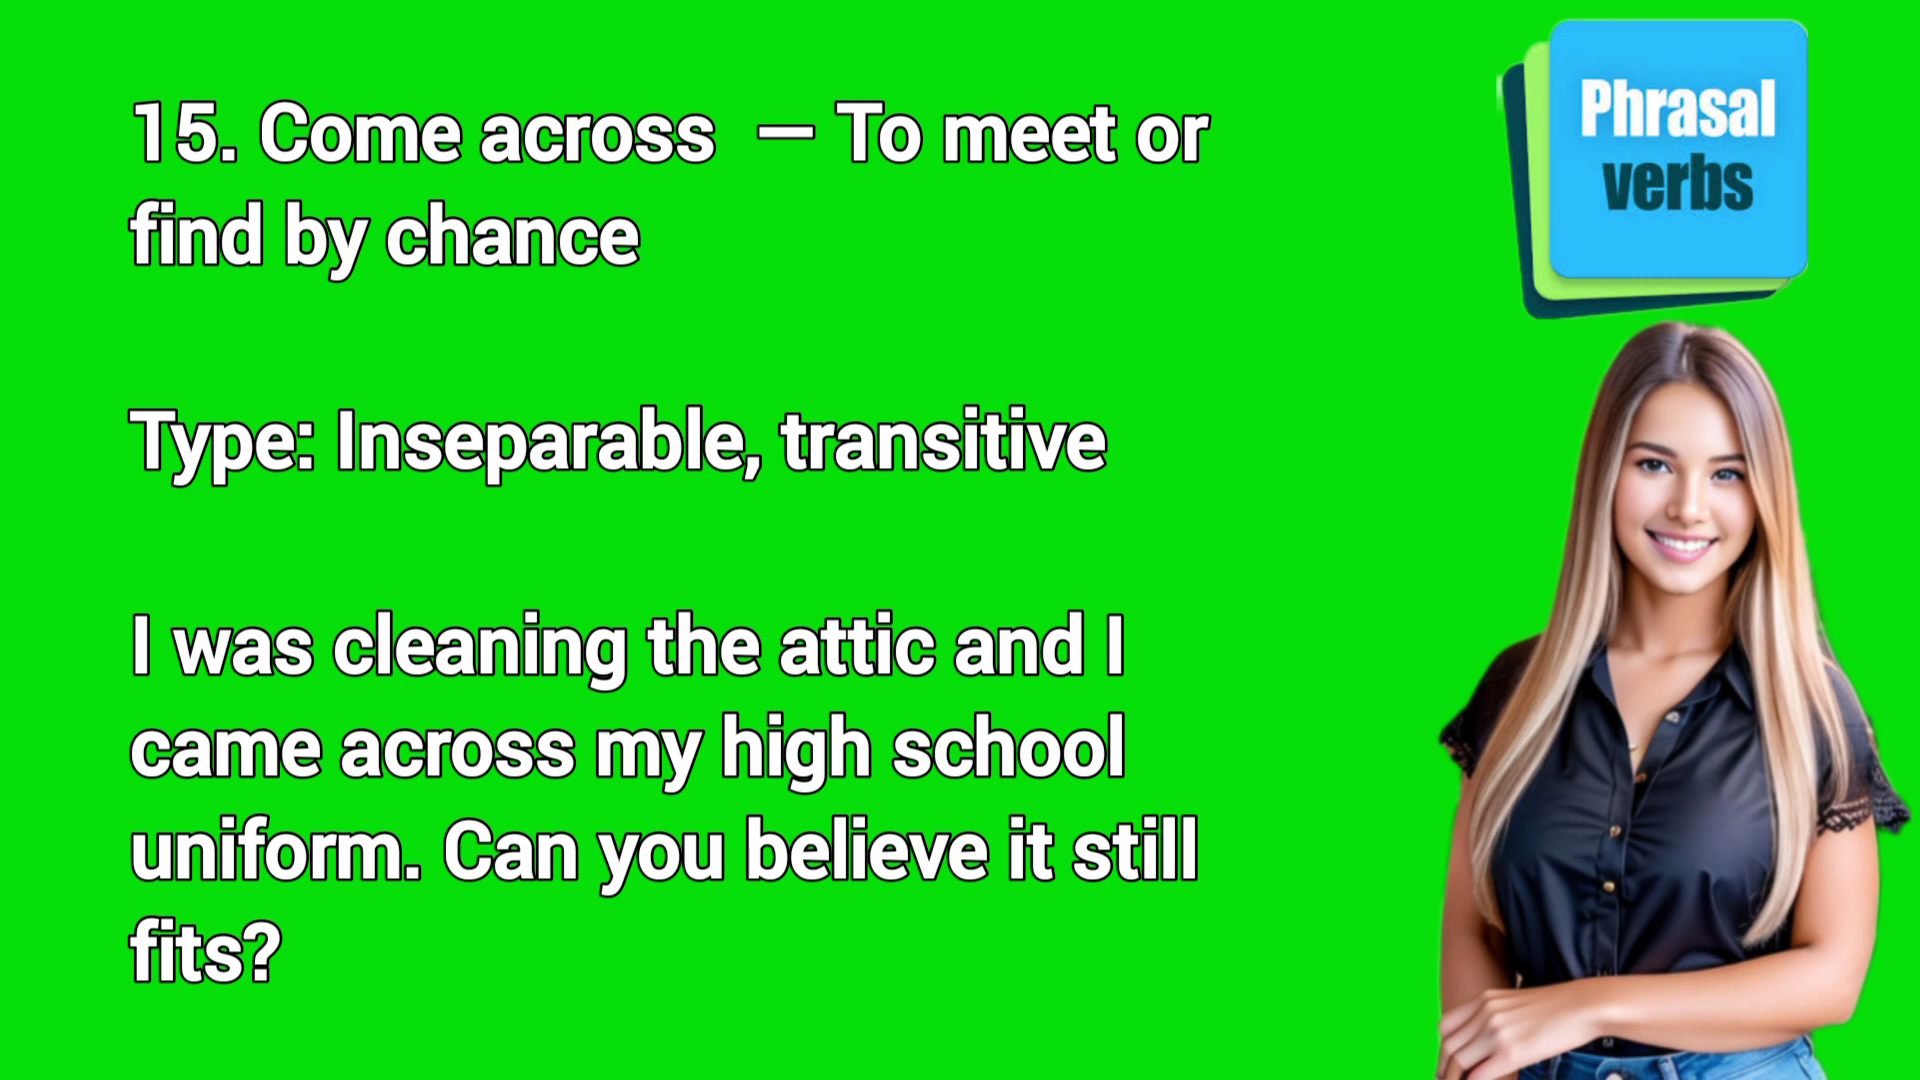 15. Come across — To meet or
find by chance
Type: Inseparable, transitive
I was cleaning the attic and I
came across my high school
uniform. Can you believe it still
fits?
Phrasal
verbs